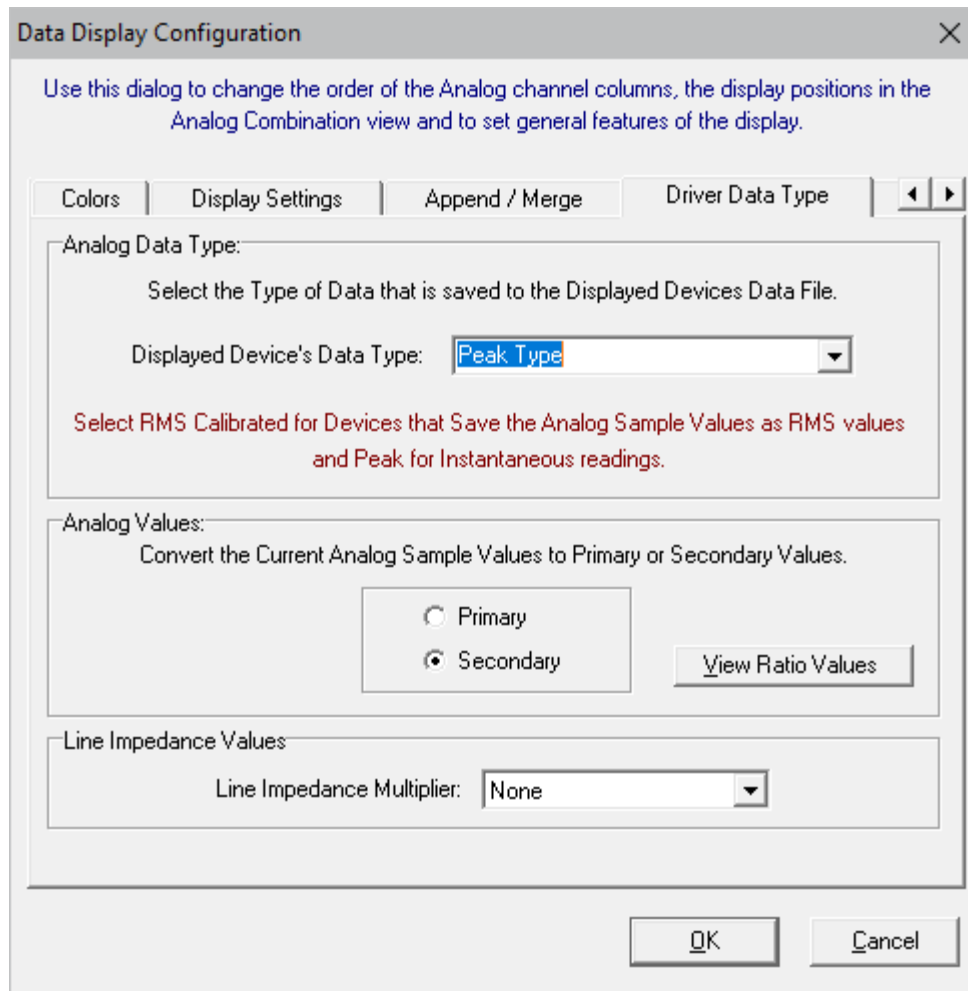 Data Display Configuration
Use this dialog to change the order of the Analog channel columns, the display positions in the
Analog Combination view and to set general features of the display.
Colors
Display Settings
Append / Merge
Driver Data Type
Analog Data Type:
Select the Type of Data that is saved to the Displayed Devices Data File.
Displayed Device's Data Type:
Peak Type
Select RMS Calibrated for Devices that Save the Analog Sample Values as RMS values
and Peak for Instantaneous readings.
Analog Values:
Convert the Current Analog Sample Values to Primary or Secondary Values.
Primary
Secondary
View Ratio Values
Line Impedance Values
Line Impedance Multiplier:
None
OK
Cancel